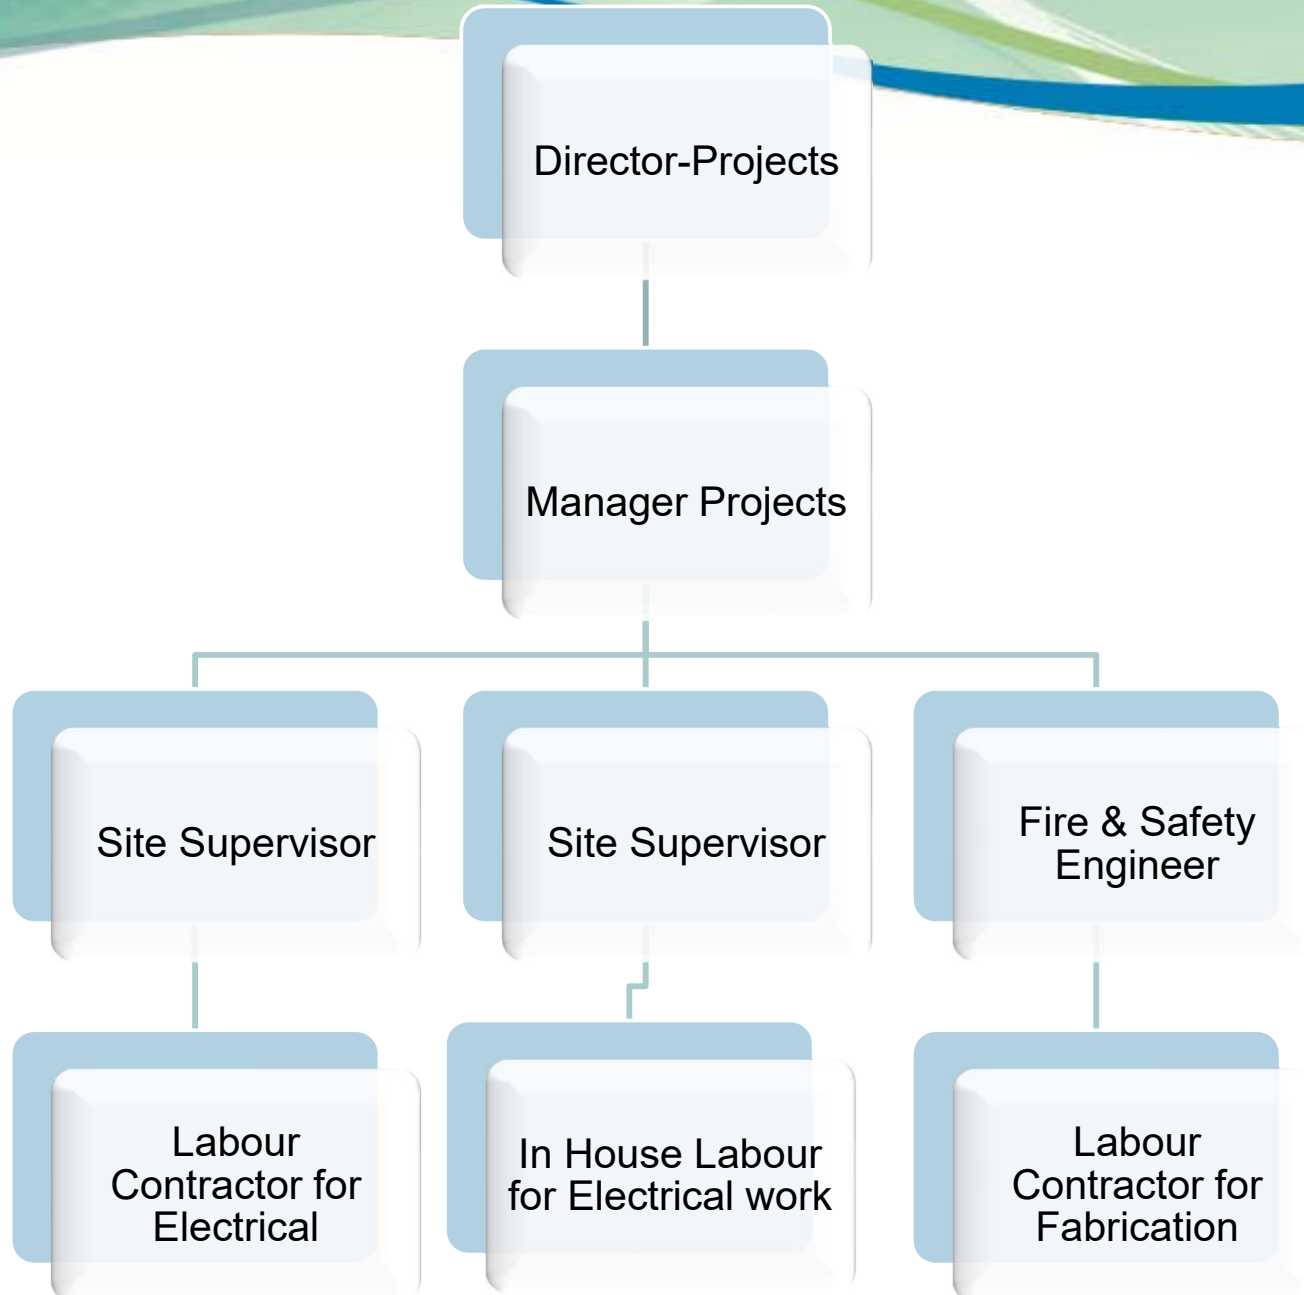 Director-Projects
Manager Projects
Site Supervisor
Site Supervisor
Fire & Safety
Engineer
Labour
Contractor for
Electrical
In House Labour
for Electrical work
Labour
Contractor for
Fabrication